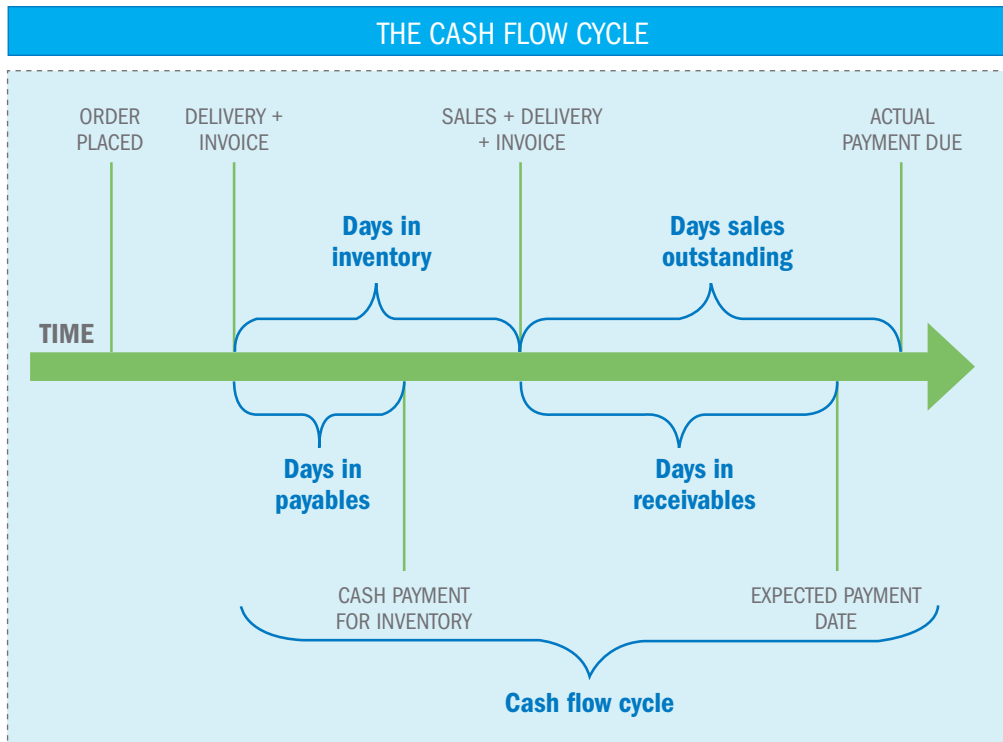 THE CASH FLOW CYCLE
ORDER
PLACED
DELIVERY +
INVOICE
SALES + DELIVERY
+ INVOICE
ACTUAL
PAYMENT DUE
Days in
inventory
Days sales
outstanding
TIME
Days in
payables
Days in
receivables
CASH PAYMENT
FOR INVENTORY
EXPECTED PAYMENT
DATE
Cash flow cycle